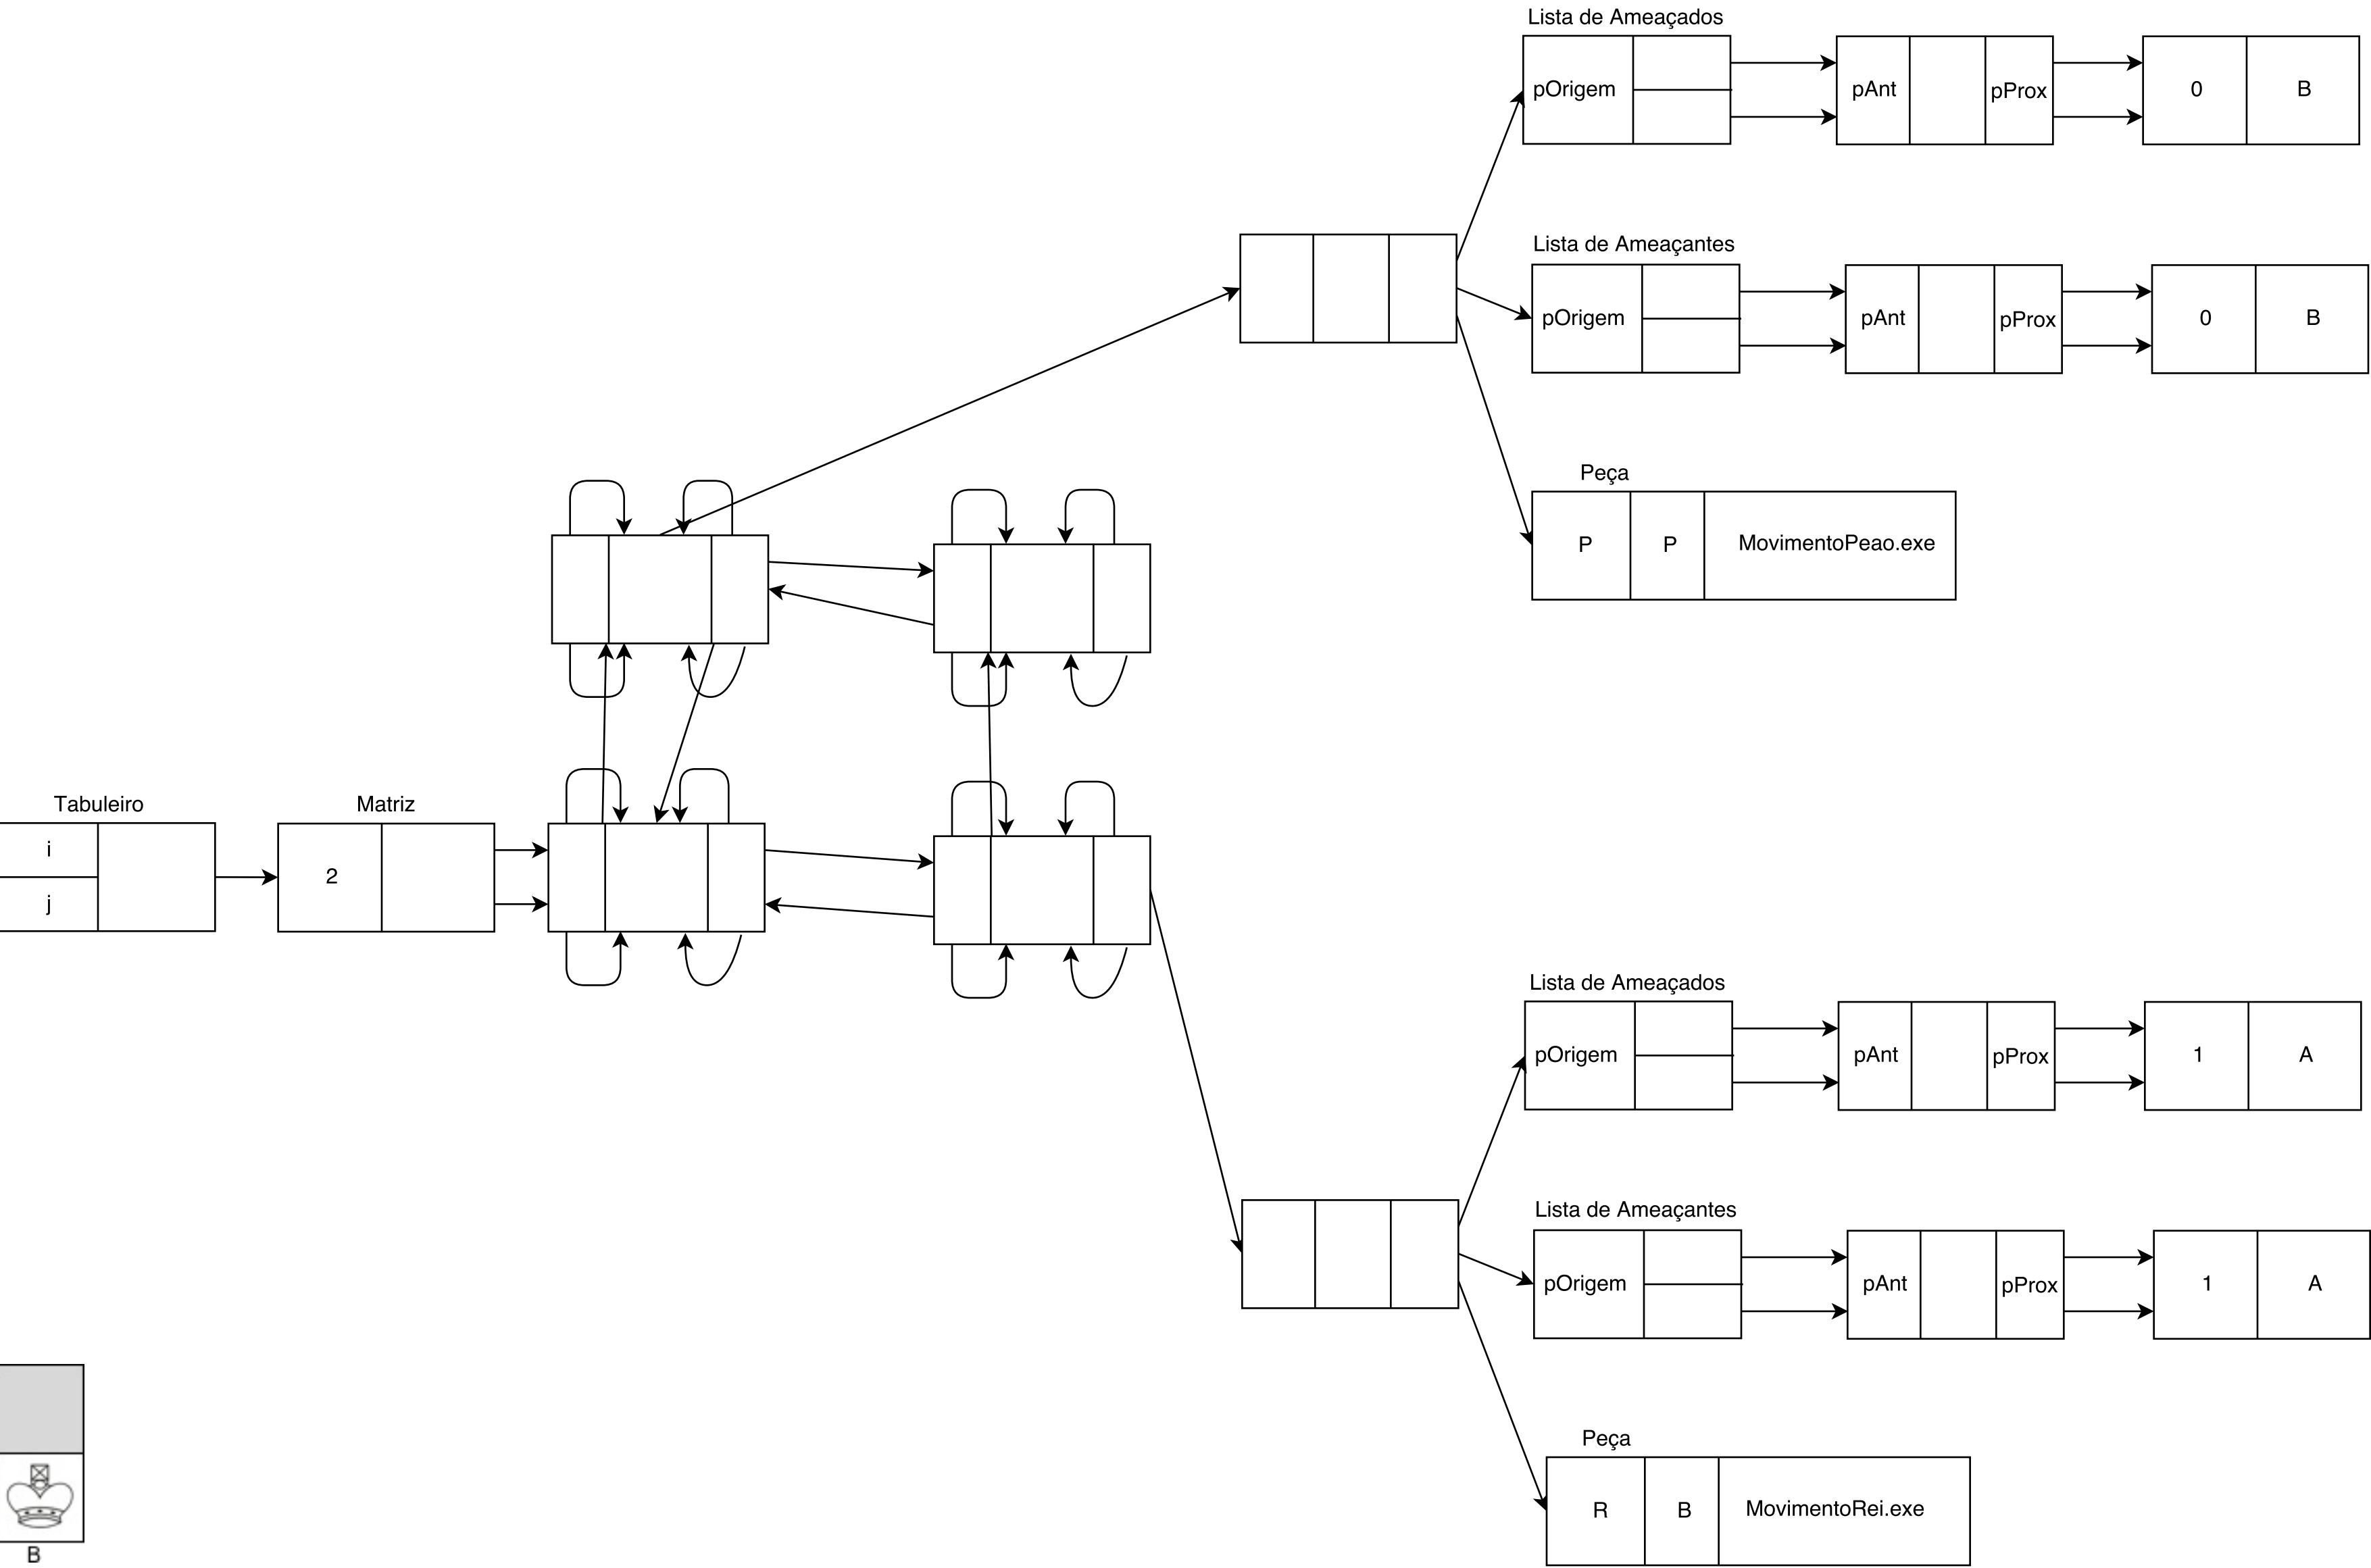 Lista de Ameaçados
pOrigem pAnt pProx 0 B
Lista de Ameaçantes
pOrigem pAnt pProx 0 B
Peça
P P MovimentoPeao.exe
Tabuleiro Matriz
i
2
j
Lista de Ameaçados
pOrigem pAnt pProx 1 A
Lista de Ameaçantes
pOrigem pAnt pProx 1 A
Peça
R B MovimentoRei.exe
B